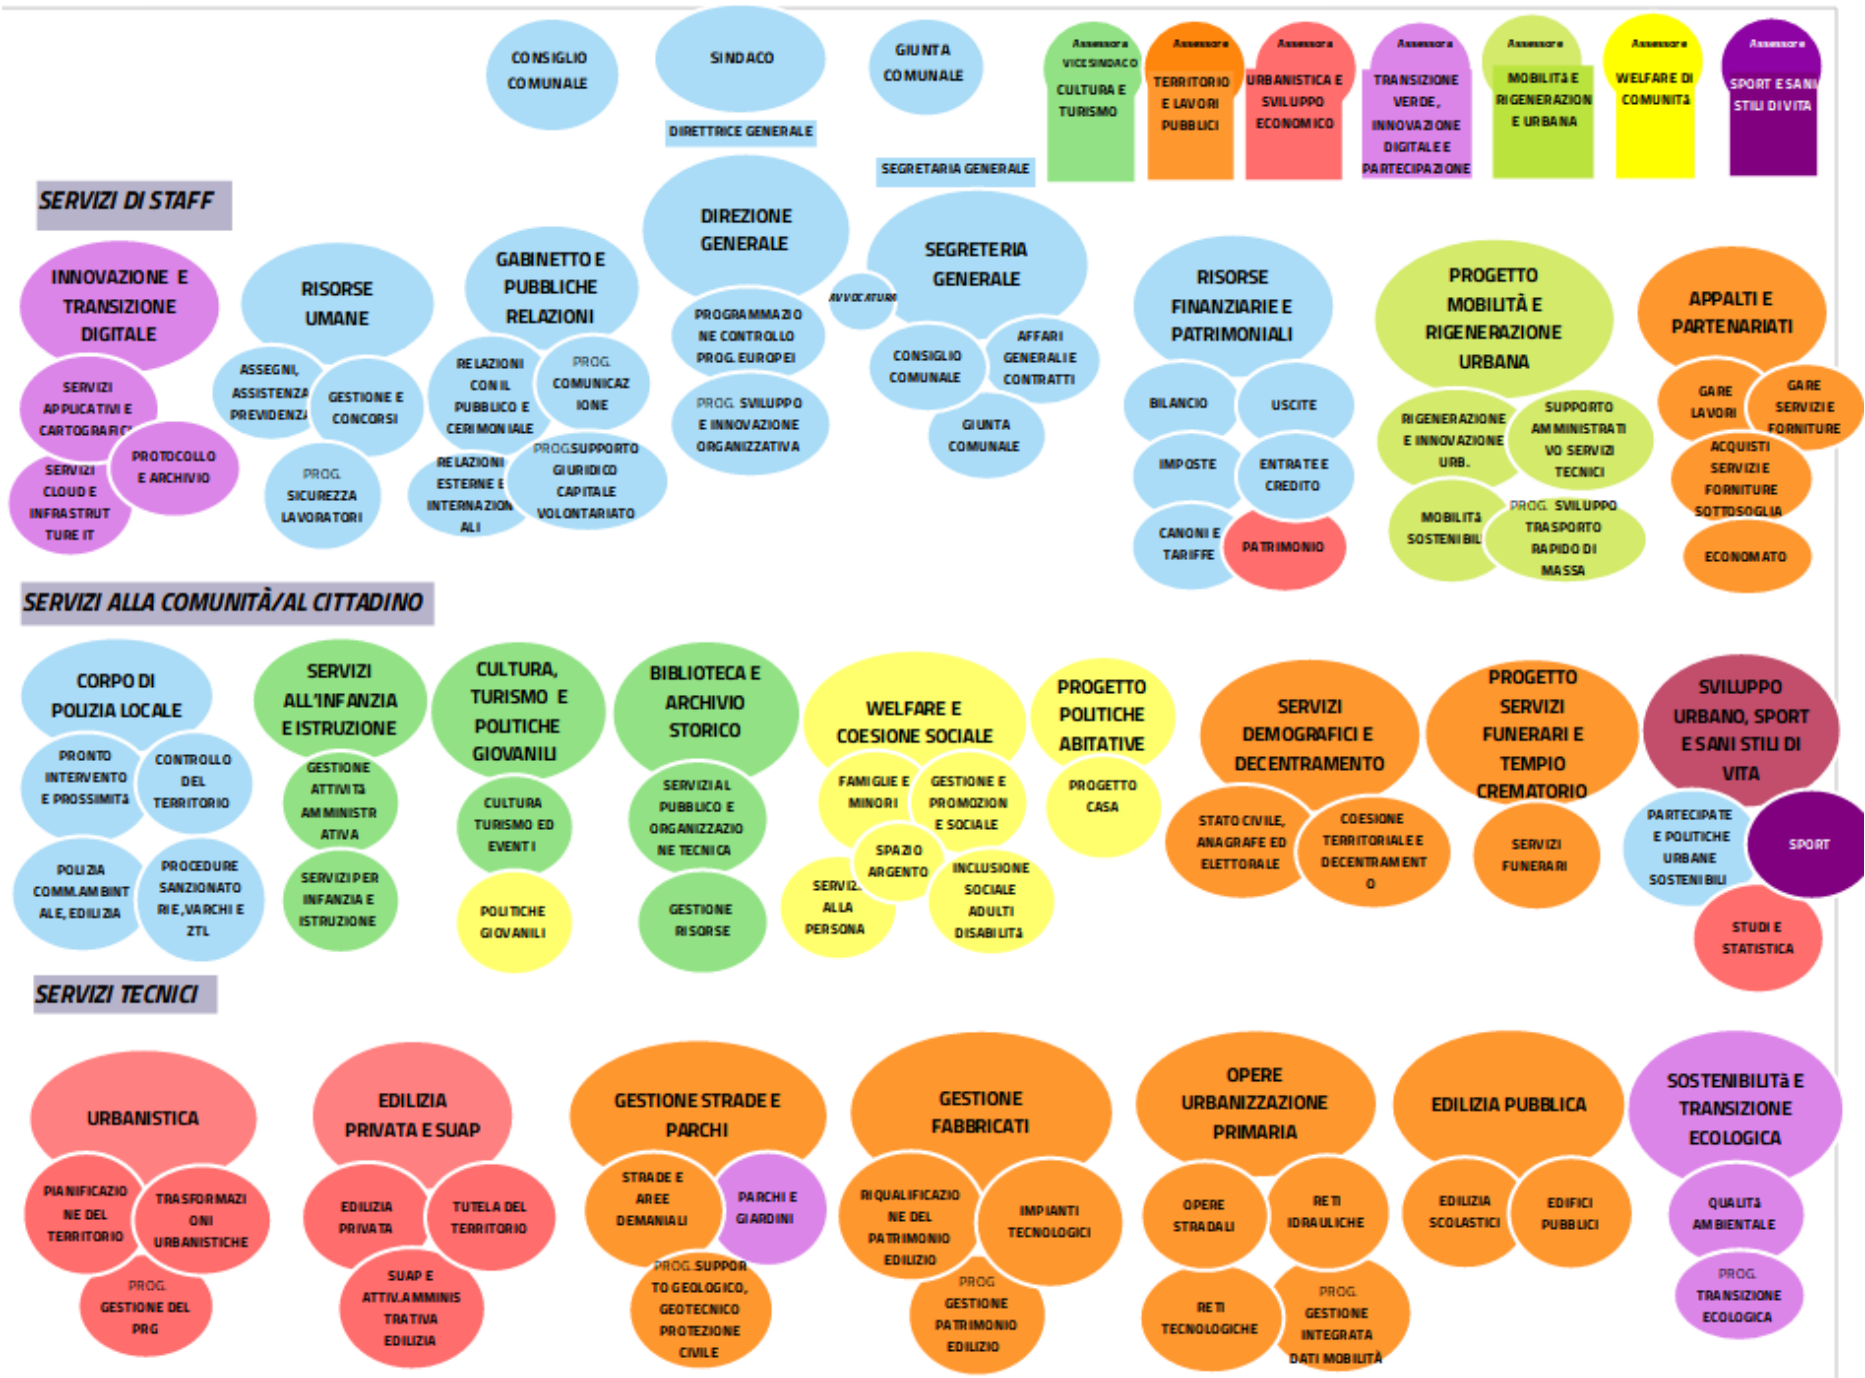 CONSIGLIO
COMUNALE
SINDACO
GIUNTA
COMUNALE
Assessora
VICESINDACO
CULTURA E
TURISMO
Assessore
TERRITORIO
E LAVORI
PUBBLICI
Assessora
URBANISTICA E
SVILUPPO
ECONOMICO
Assessora
TRANSIZIONE
VERDE,
INNOVAZIONE
DIGITALE E
PARTECIPAZIONE
Assessore
MOBILITà E
RIGENERAZION
E URBANA
Assessora
WELFARE DI
COMUNITà
Assessore
SPORT E SANI
STILI DI VITA
DIRETTRICE GENERALE
SEGRETARIA GENERALE
SERVIZI DI STAFF
INNOVAZIONE E
TRANSIZIONE
DIGITALE
SERVIZI
APPLICATIVI E
CARTOGRAFICI
PROTOCOLLO
E ARCHIVIO
SERVIZI
CLOUD E
INFRASTRUT
TURE IT
RISORSE
UMANE
ASSEGNI,
ASSISTENZA
PREVIDENZA
GESTIONE E
CONCORSI
PROG.
SICUREZZA
LAVORATORI
GABINETTO E
PUBBLICHE
RELAZIONI
RELAZIONI
CON IL
PUBBLICO E
CERIMONIALE
PROG.
COMUNICAZ
IONE
RELAZIONI
ESTERNE E
INTERNAZION
ALI
PROG.SUPPORTO
GIURIDICO
CAPITALE
VOLONTARIATO
DIREZIONE
GENERALE
PROGRAMMAZIO
NE CONTROLLO
PROG. EUROPEI
PROG. SVILUPPO
E INNOVAZIONE
ORGANIZZATIVA
SEGRETERIA
GENERALE
AVVOCATURA
CONSIGLIO
COMUNALE
AFFARI
GENERALI E
CONTRATTI
GIUNTA
COMUNALE
RISORSE
FINANZIARIE E
PATRIMONIALI
BILANCIO
USCITE
IMPOSTE
ENTRATE E
CREDITO
CANONI E
TARIFFE
PATRIMONIO
PROGETTO
MOBILITÀ E
RIGENERAZIONE
URBANA
RIGENERAZIONE
E INNOVAZIONE
URB.
SUPPORTO
AMMINISTRATI
VO SERVIZI
TECNICI
MOBILITà
SOSTENIBIL
PROG. SVILUPPO
TRASPORTO
RAPIDO DI
MASSA
APPALTI E
PARTENARIATI
GARE
LAVORI
GARE
SERVIZI E
FORNITURE
ACQUISTI
SERVIZI E
FORNITURE
SOTTOSOGLIA
ECONOMATO
SERVIZI ALLA COMUNITÀ/AL CITTADINO
CORPO DI
POLIZIA LOCALE
PRONTO
INTERVENTO
E PROSSIMITà
CONTROLLO
DEL
TERRITORIO
POLIZIA
COMM.AMBINT
ALE, EDILIZIA
PROCEDURE
SANZIONATO
RIE,VARCHI E
ZTL
SERVIZI
ALL'INFANZIA
E ISTRUZIONE
GESTIONE
ATTIVITà
AMMINISTR
ATIVA
SERVIZI PER
INFANZIA E
ISTRUZIONE
CULTURA,
TURISMO E
POLITICHE
GIOVANILI
CULTURA
TURISMO ED
EVENTI
POLITICHE
GIOVANILI
BIBLIOTECA E
ARCHIVIO
STORICO
SERVIZI AL
PUBBLICO E
ORGANIZZAZIO
NE TECNICA
GESTIONE
RISORSE
WELFARE E
COESIONE SOCIALE
FAMIGLIE E
MINORI
GESTIONE E
PROMOZION
E SOCIALE
SPAZIO
ARGENTO
SERVIZ
ALLA
PERSONA
INCLUSIONE
SOCIALE
ADULTI
DISABILITà
PROGETTO
POLITICHE
ABITATIVE
PROGETTO
CASA
SERVIZI
DEMOGRAFICI E
DECENTRAMENTO
STATO CIVILE,
ANAGRAFE ED
ELETTORALE
COESIONE
TERRITORIALE E
DECENTRAMENT
O
PROGETTO
SERVIZI
FUNERARI E
TEMPIO
CREMATORIO
SERVIZI
FUNERARI
SVILUPPO
URBANO, SPORT
E SANI STILI DI
VITA
PARTECIPATE
E POLITICHE
URBANE
SOSTENIBILI
SPORT
STUDI E
STATISTICA
SERVIZI TECNICI
URBANISTICA
PIANIFICAZIO
NE DEL
TERRITORIO
TRASFORMAZI
ONI
URBANISTICHE
PROG.
GESTIONE DEL
PRG
EDILIZIA
PRIVATA E SUAP
EDILIZIA
PRIVATA
TUTELA DEL
TERRITORIO
SUAP E
ATTIV.AMMINIS
TRATIVA
EDILIZIA
GESTIONE STRADE E
PARCHI
STRADE E
AREE
DEMANIALI
PARCHI E
GIARDINI
PROG.SUPPOR
TO GEOLOGICO,
GEOTECNICO
PROTEZIONE
CIVILE
GESTIONE
FABBRICATI
RIQUALIFICAZIO
NE DEL
PATRIMONIO
EDILIZIO
IMPIANTI
TECNOLOGICI
PROG.
GESTIONE
PATRIMONIO
EDILIZIO
OPERE
URBANIZZAZIONE
PRIMARIA
OPERE
STRADALI
RETI
IDRAULICHE
RETI
TECNOLOGICHE
PROG.
GESTIONE
INTEGRATA
DATI MOBILITÀ
EDILIZIA PUBBLICA
EDILIZIA
SCOLASTICI
EDIFICI
PUBBLICI
SOSTENIBILITà E
TRANSIZIONE
ECOLOGICA
QUALITà
AMBIENTALE
PROG.
TRANSIZIONE
ECOLOGICA